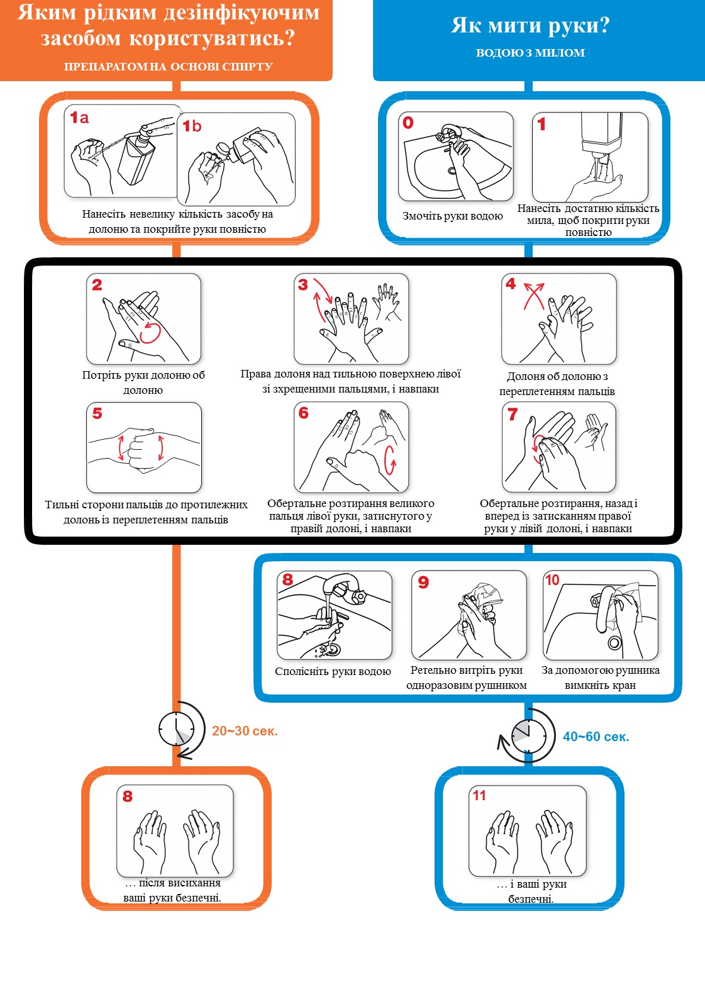 Яким рідким дезінфікуючим
засобом користуватись?
ПРЕПАРАТОМ НА ОСНОВІ СПИРТУ
Як мити руки?
ВОДОЮ З МИЛОМ
1a
1b
Нанесіть невелику кількість засобу на
долоню та покрийте руки повністю
0
Змочіть руки водою
1
Нанесіть достатню кількість
мила, щоб покрити руки
повністю
2
Потріть руки долоню об
долоню
3
Права долоня над тильною поверхнею лівої
зі зхрещеними пальцями, і навпаки
4
Долоня об долоню з
переплетенням пальців
5
Тильні сторони пальців до протилежних
долонь із переплетенням пальців
6
Обертальне розтирання великого
пальця лівої руки, затиснутого у
правій долоні, і навпаки
7
Обертальне розтирання, назад і
вперед із затисканням правої
руки у лівій долоні, і навпаки
8
Сполісніть руки водою
9
Ретельно витріть руки
одноразовим рушником
10
За допомогою рушника
вимкніть кран
20~30 сек.
40~60 сек.
8
… після висихання
ваші руки безпечні.
11
… і ваші руки
безпечні.